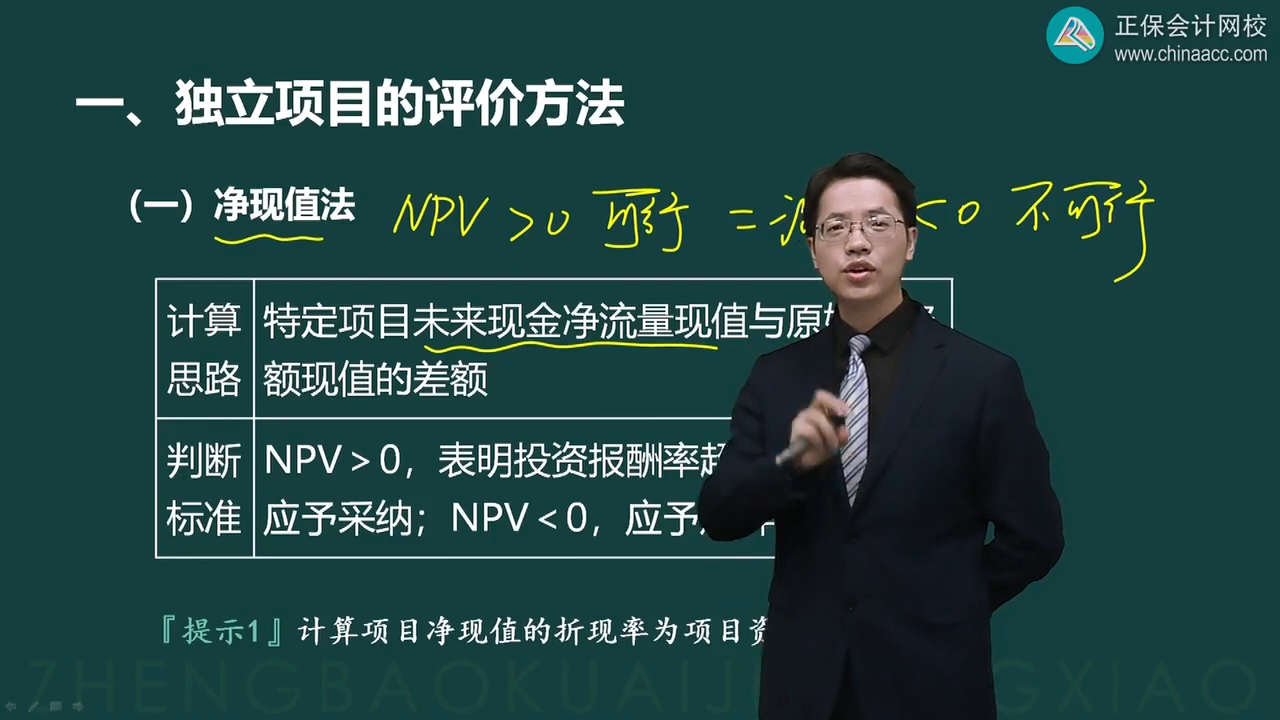 正保会计网校
www.chinaacc.com
一、独立项目的评价方法
（一）净现值法 NPV>0 可行 = <0 不可行
计算思路
特定项目未来现金净流量现值与原
额现值的差额
判断标准
NPV＞0，表明投资报酬率
应予采纳；NPV＜0，应予
『提示1』计算项目净现值的折现率为项目
ZHENGBAOKUAIJ XIAO